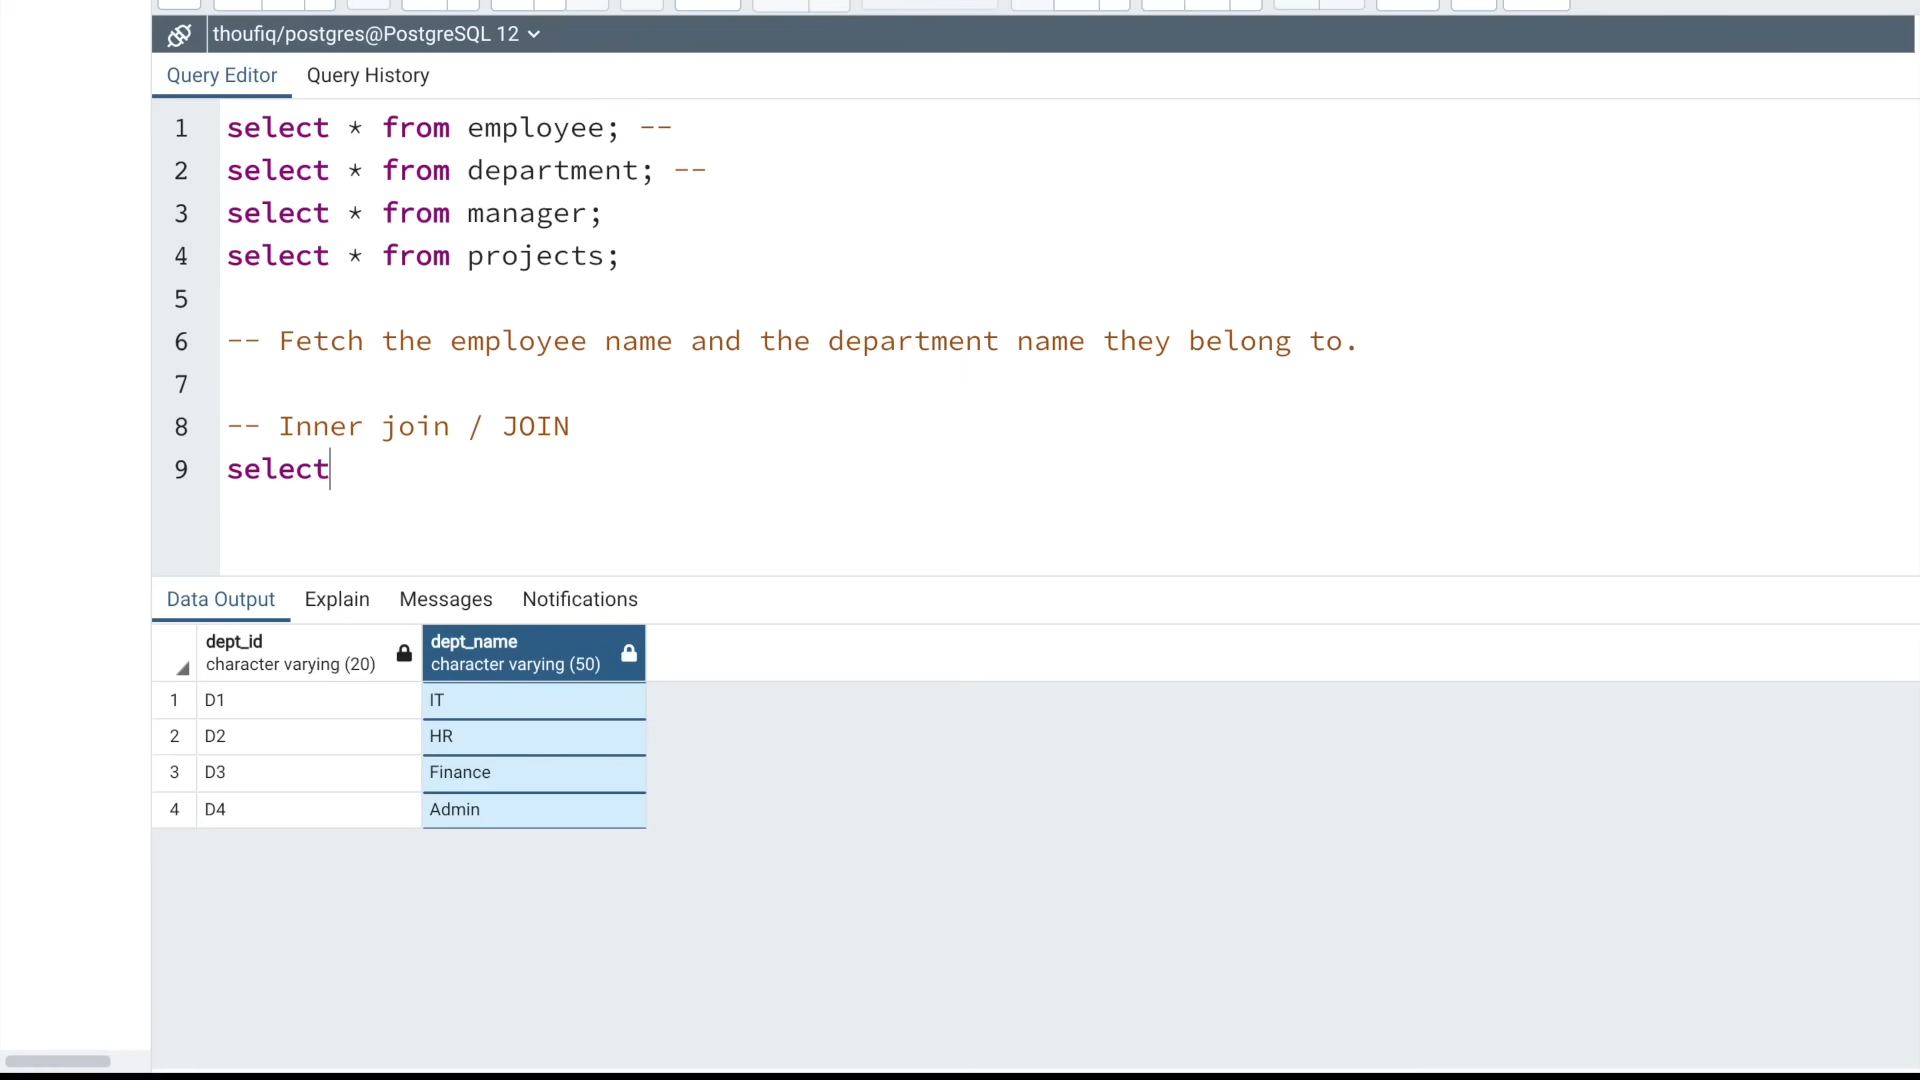 thoufiq/postgres@PostgreSQL 12
Query Editor Query History
1 select * from employee; --
2 select * from department; --
3 select * from manager;
4 select * from projects;
5
6 -- Fetch the employee name and the department name they belong to.
7
8 -- Inner join / JOIN
9 select
Data Output Explain Messages Notifications
dept_id dept_name
character varying (20) character varying (50)
1 D1 IT
2 D2 HR
3 D3 Finance
4 D4 Admin